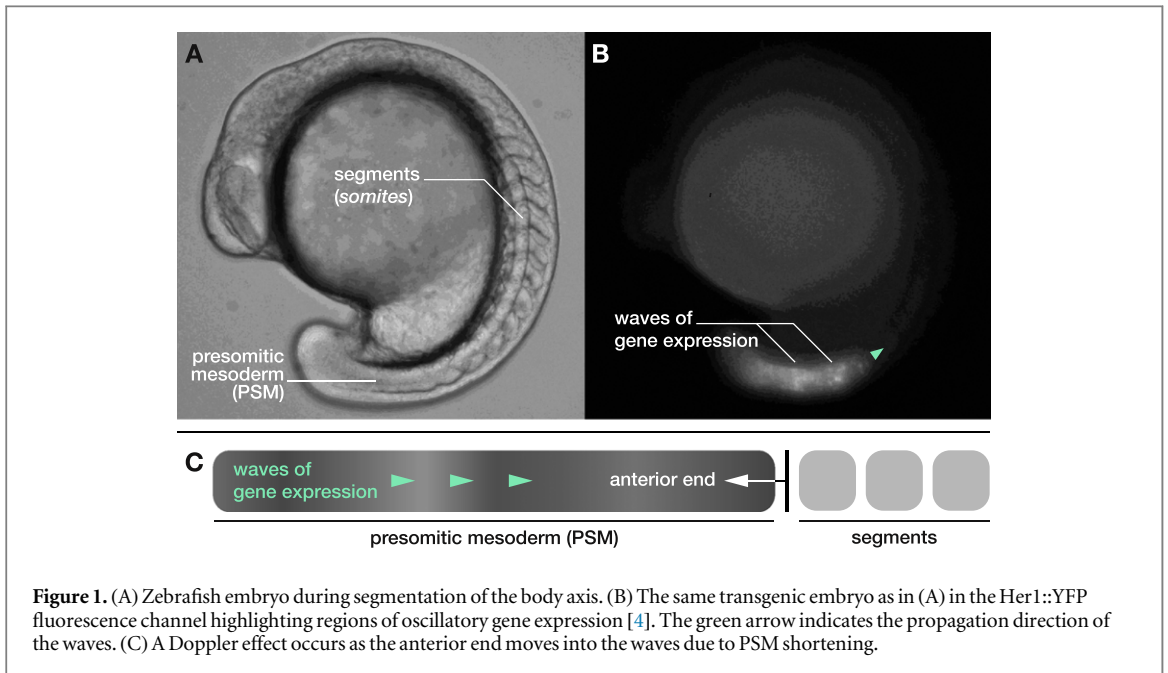 A
B
segments
(somites)
presomitic
mesoderm
(PSM)
waves of
gene expression
C
waves of
gene expression
anterior end
presomitic mesoderm (PSM)
segments
Figure 1. (A) Zebrafish embryo during segmentation of the body axis. (B) The same transgenic embryo as in (A) in the Her1::YFP
fluorescence channel highlighting regions of oscillatory gene expression [4]. The green arrow indicates the propagation direction of
the waves. (C) A Doppler effect occurs as the anterior end moves into the waves due to PSM shortening.